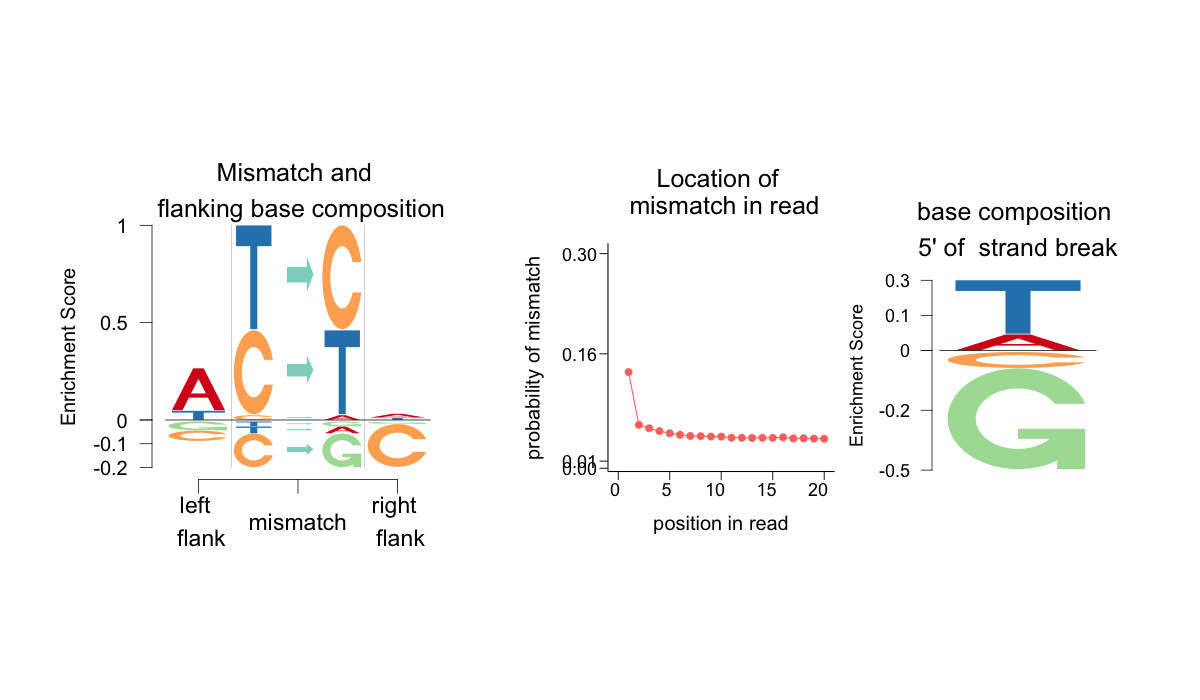 Mismatch and
flanking base composition
Enrichment Score
1
0.5
0
-0.1
-0.2
T
C
C
T
A
T
G
C
C
A
G
T
A
C
G
A
T
C
left
flank
mismatch
right
flank
Location of
mismatch in read
probability of mismatch
0.30
0.16
0.01
0.00
0
5
10
15
20
position in read
base composition
5' of  strand break
Enrichment Score
0.3
0.1
0
-0.2
-0.5
T
A
C
G